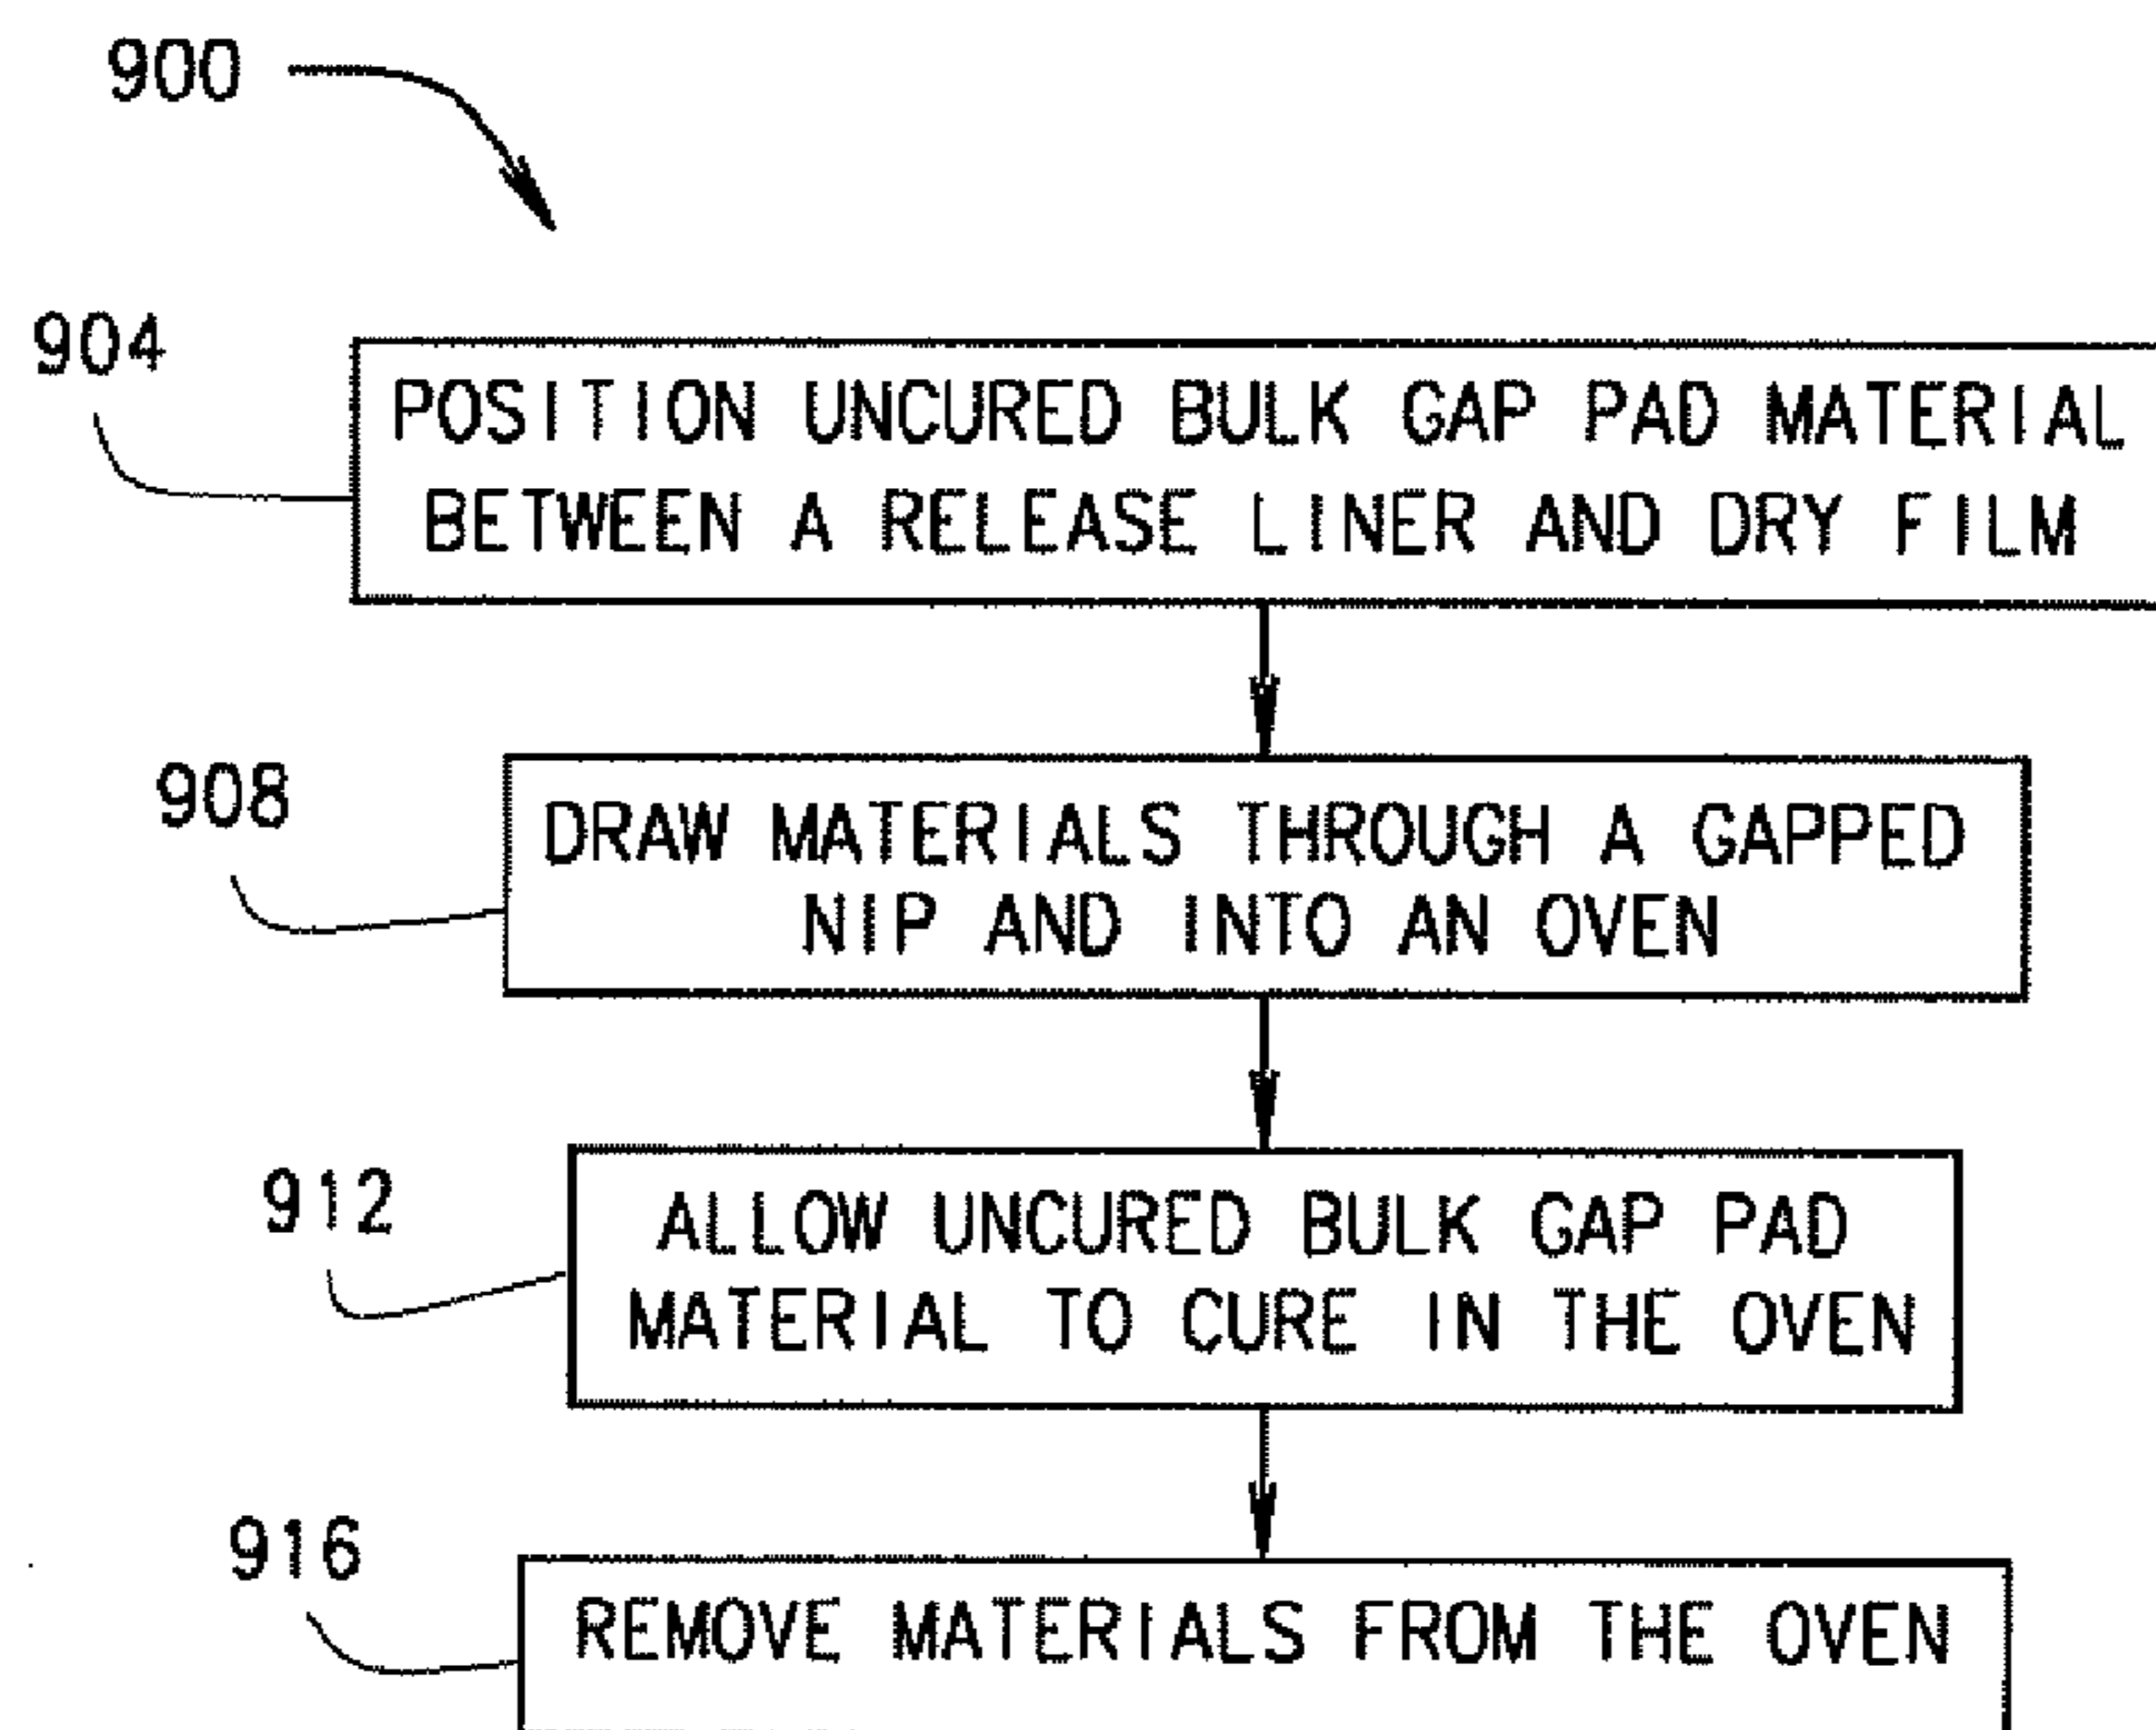 900
904
POSITION UNCURED BULK GAP PAD MATERIAL
BETWEEN A RELEASE LINER AND DRY FILM
908
DRAW MATERIALS THROUGH A GAPPED
NIP AND INTO AN OVEN
912
ALLOW UNCURED BULK GAP PAD
MATERIAL TO CURE IN THE OVEN
916
REMOVE MATERIALS FROM THE OVEN